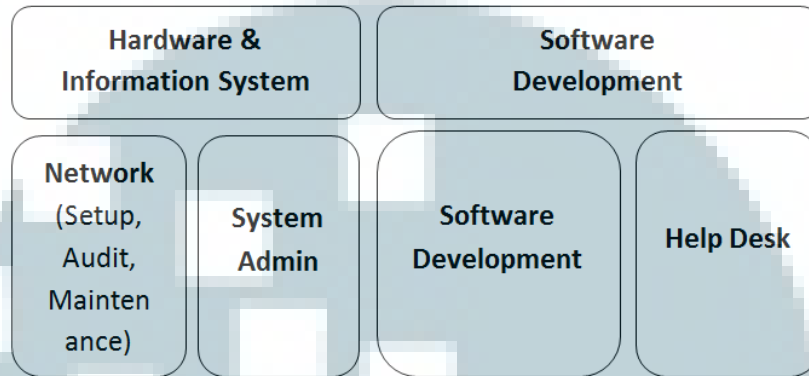 Hardware &
Information System
Software
Development
Network
(Setup,
Audit,
Mainten
ance)
System
Admin
Software
Development
Help Desk